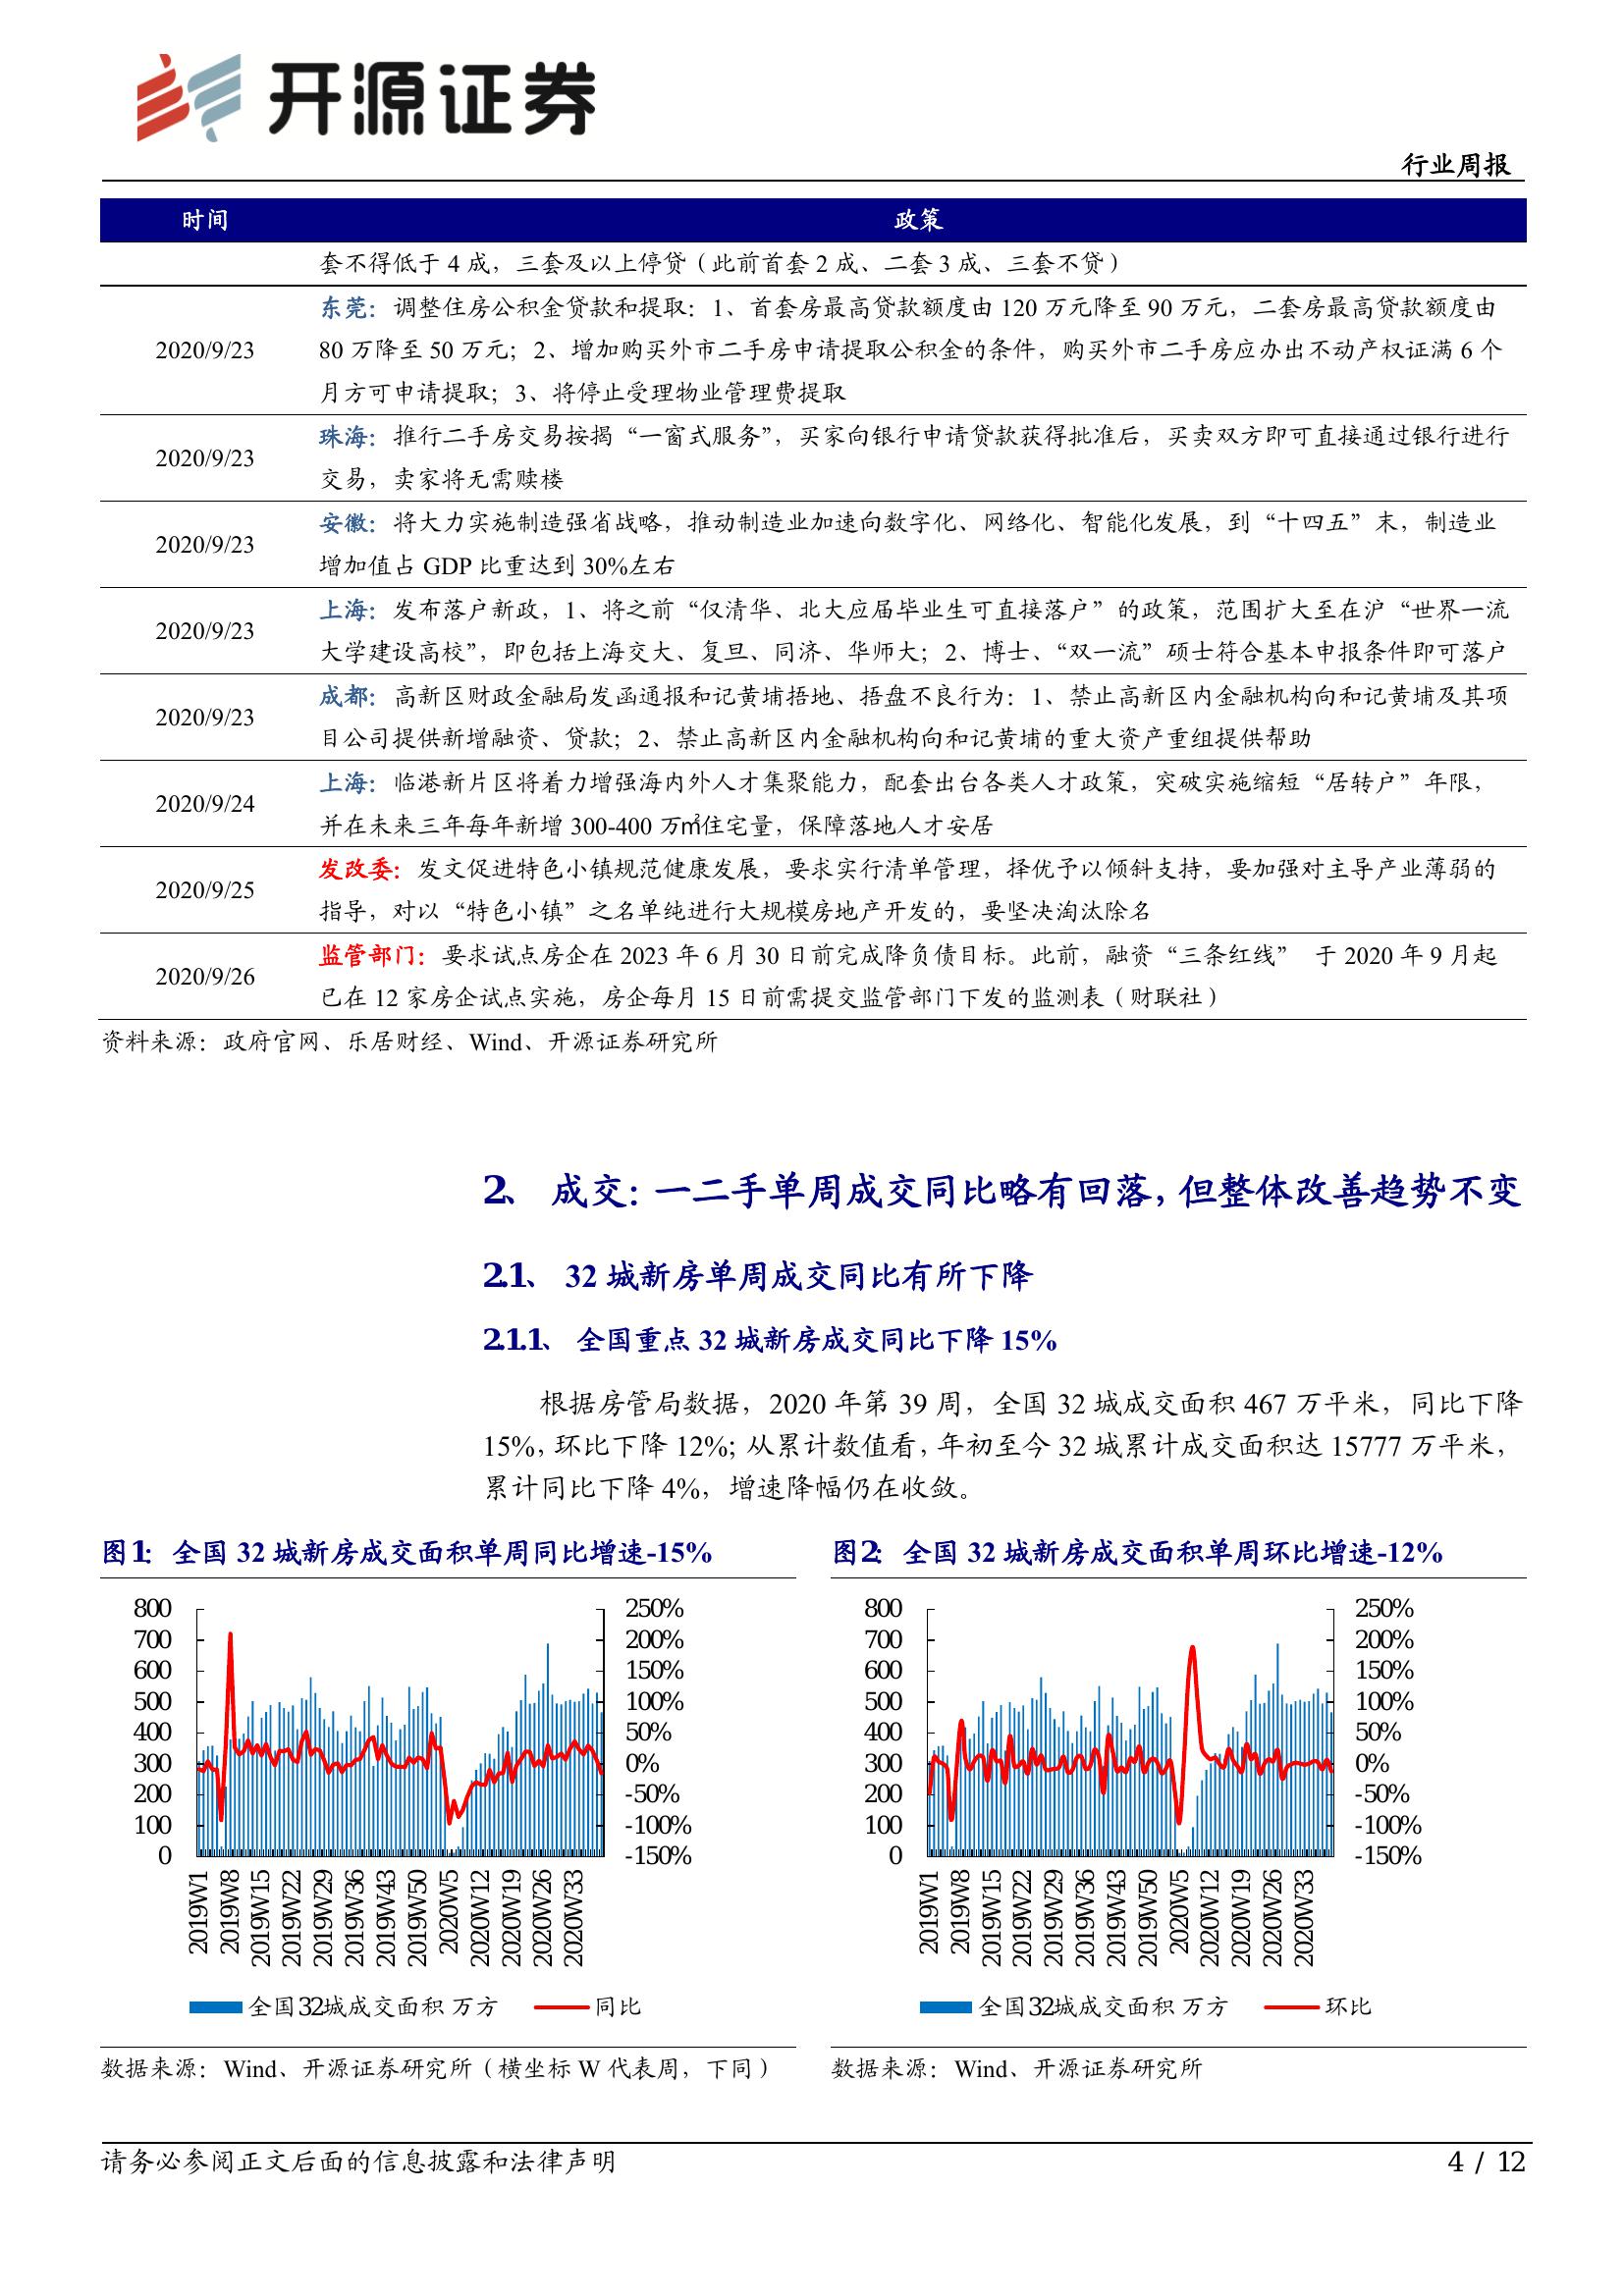 开源证券
行业周报
时间 政策
套不得低于 4 成，三套及以上停贷（此前首套 2 成、二套 3 成、三套不贷）
2020/9/23
东莞：调整住房公积金贷款和提取：1、首套房最高贷款额度由 120 万元降至 90 万元，二套房最高贷款额度由
80 万降至 50 万元；2、增加购买外市二手房申请提取公积金的条件，购买外市二手房应办出不动产权证满 6 个
月方可申请提取；3、将停止受理物业管理费提取
2020/9/23
珠海：推行二手房交易按揭“一窗式服务”，买家向银行申请贷款获得批准后，买卖双方即可直接通过银行进行
交易，卖家将无需赎楼
2020/9/23
安徽：将大力实施制造强省战略，推动制造业加速向数字化、网络化、智能化发展，到“十四五”末，制造业
增加值占 GDP 比重达到 30%左右
2020/9/23
上海：发布落户新政，1、将之前“仅清华、北大应届毕业生可直接落户”的政策，范围扩大至在沪“世界一流
大学建设高校”，即包括上海交大、复旦、同济、华师大；2、博士、“双一流”硕士符合基本申报条件即可落户
2020/9/23
成都：高新区财政金融局发函通报和记黄埔捂地、捂盘不良行为：1、禁止高新区内金融机构向和记黄埔及其项
目公司提供新增融资、贷款；2、禁止高新区内金融机构向和记黄埔的重大资产重组提供帮助
2020/9/24
上海：临港新片区将着力增强海内外人才集聚能力，配套出台各类人才政策，突破实施缩短“居转户”年限，
并在未来三年每年新增 300-400 万㎡住宅量，保障落地人才安居
2020/9/25
发改委：发文促进特色小镇规范健康发展，要求实行清单管理，择优予以倾斜支持，要加强对主导产业薄弱的
指导，对以“特色小镇”之名单纯进行大规模房地产开发的，要坚决淘汰除名
2020/9/26
监管部门：要求试点房企在 2023 年 6 月 30 日前完成降负债目标。此前，融资“三条红线” 于 2020 年 9 月起
已在 12 家房企试点实施，房企每月 15 日前需提交监管部门下发的监测表（财联社）
资料来源：政府官网、乐居财经、Wind、开源证券研究所
2、 成交：一二手单周成交同比略有回落，但整体改善趋势不变
2.1、 32 城新房单周成交同比有所下降
2.1.1、 全国重点 32 城新房成交同比下降 15%
根据房管局数据，2020 年第 39 周，全国 32 城成交面积 467 万平米，同比下降
15%，环比下降 12%；从累计数值看，年初至今 32 城累计成交面积达 15777 万平米，
累计同比下降 4%，增速降幅仍在收敛。
图1： 全国 32 城新房成交面积单周同比增速-15%
800 250%
700 200%
600 150%
500 100%
400 50%
300 0%
200 -50%
100 -100%
0 -150%
2019W1 2019W8 2019W15 2019W22 2019W29 2019W36 2019W43 2019W50 2020W5 2020W12 2020W19 2020W26 2020W33
全国32城成交面积 万方 同比
数据来源：Wind、开源证券研究所（横坐标 W 代表周，下同）
图2： 全国 32 城新房成交面积单周环比增速-12%
800 250%
700 200%
600 150%
500 100%
400 50%
300 0%
200 -50%
100 -100%
0 -150%
2019W1 2019W8 2019W15 2019W22 2019W29 2019W36 2019W43 2019W50 2020W5 2020W12 2020W19 2020W26 2020W33
全国32城成交面积 万方 环比
数据来源：Wind、开源证券研究所
请务必参阅正文后面的信息披露和法律声明 4 / 12